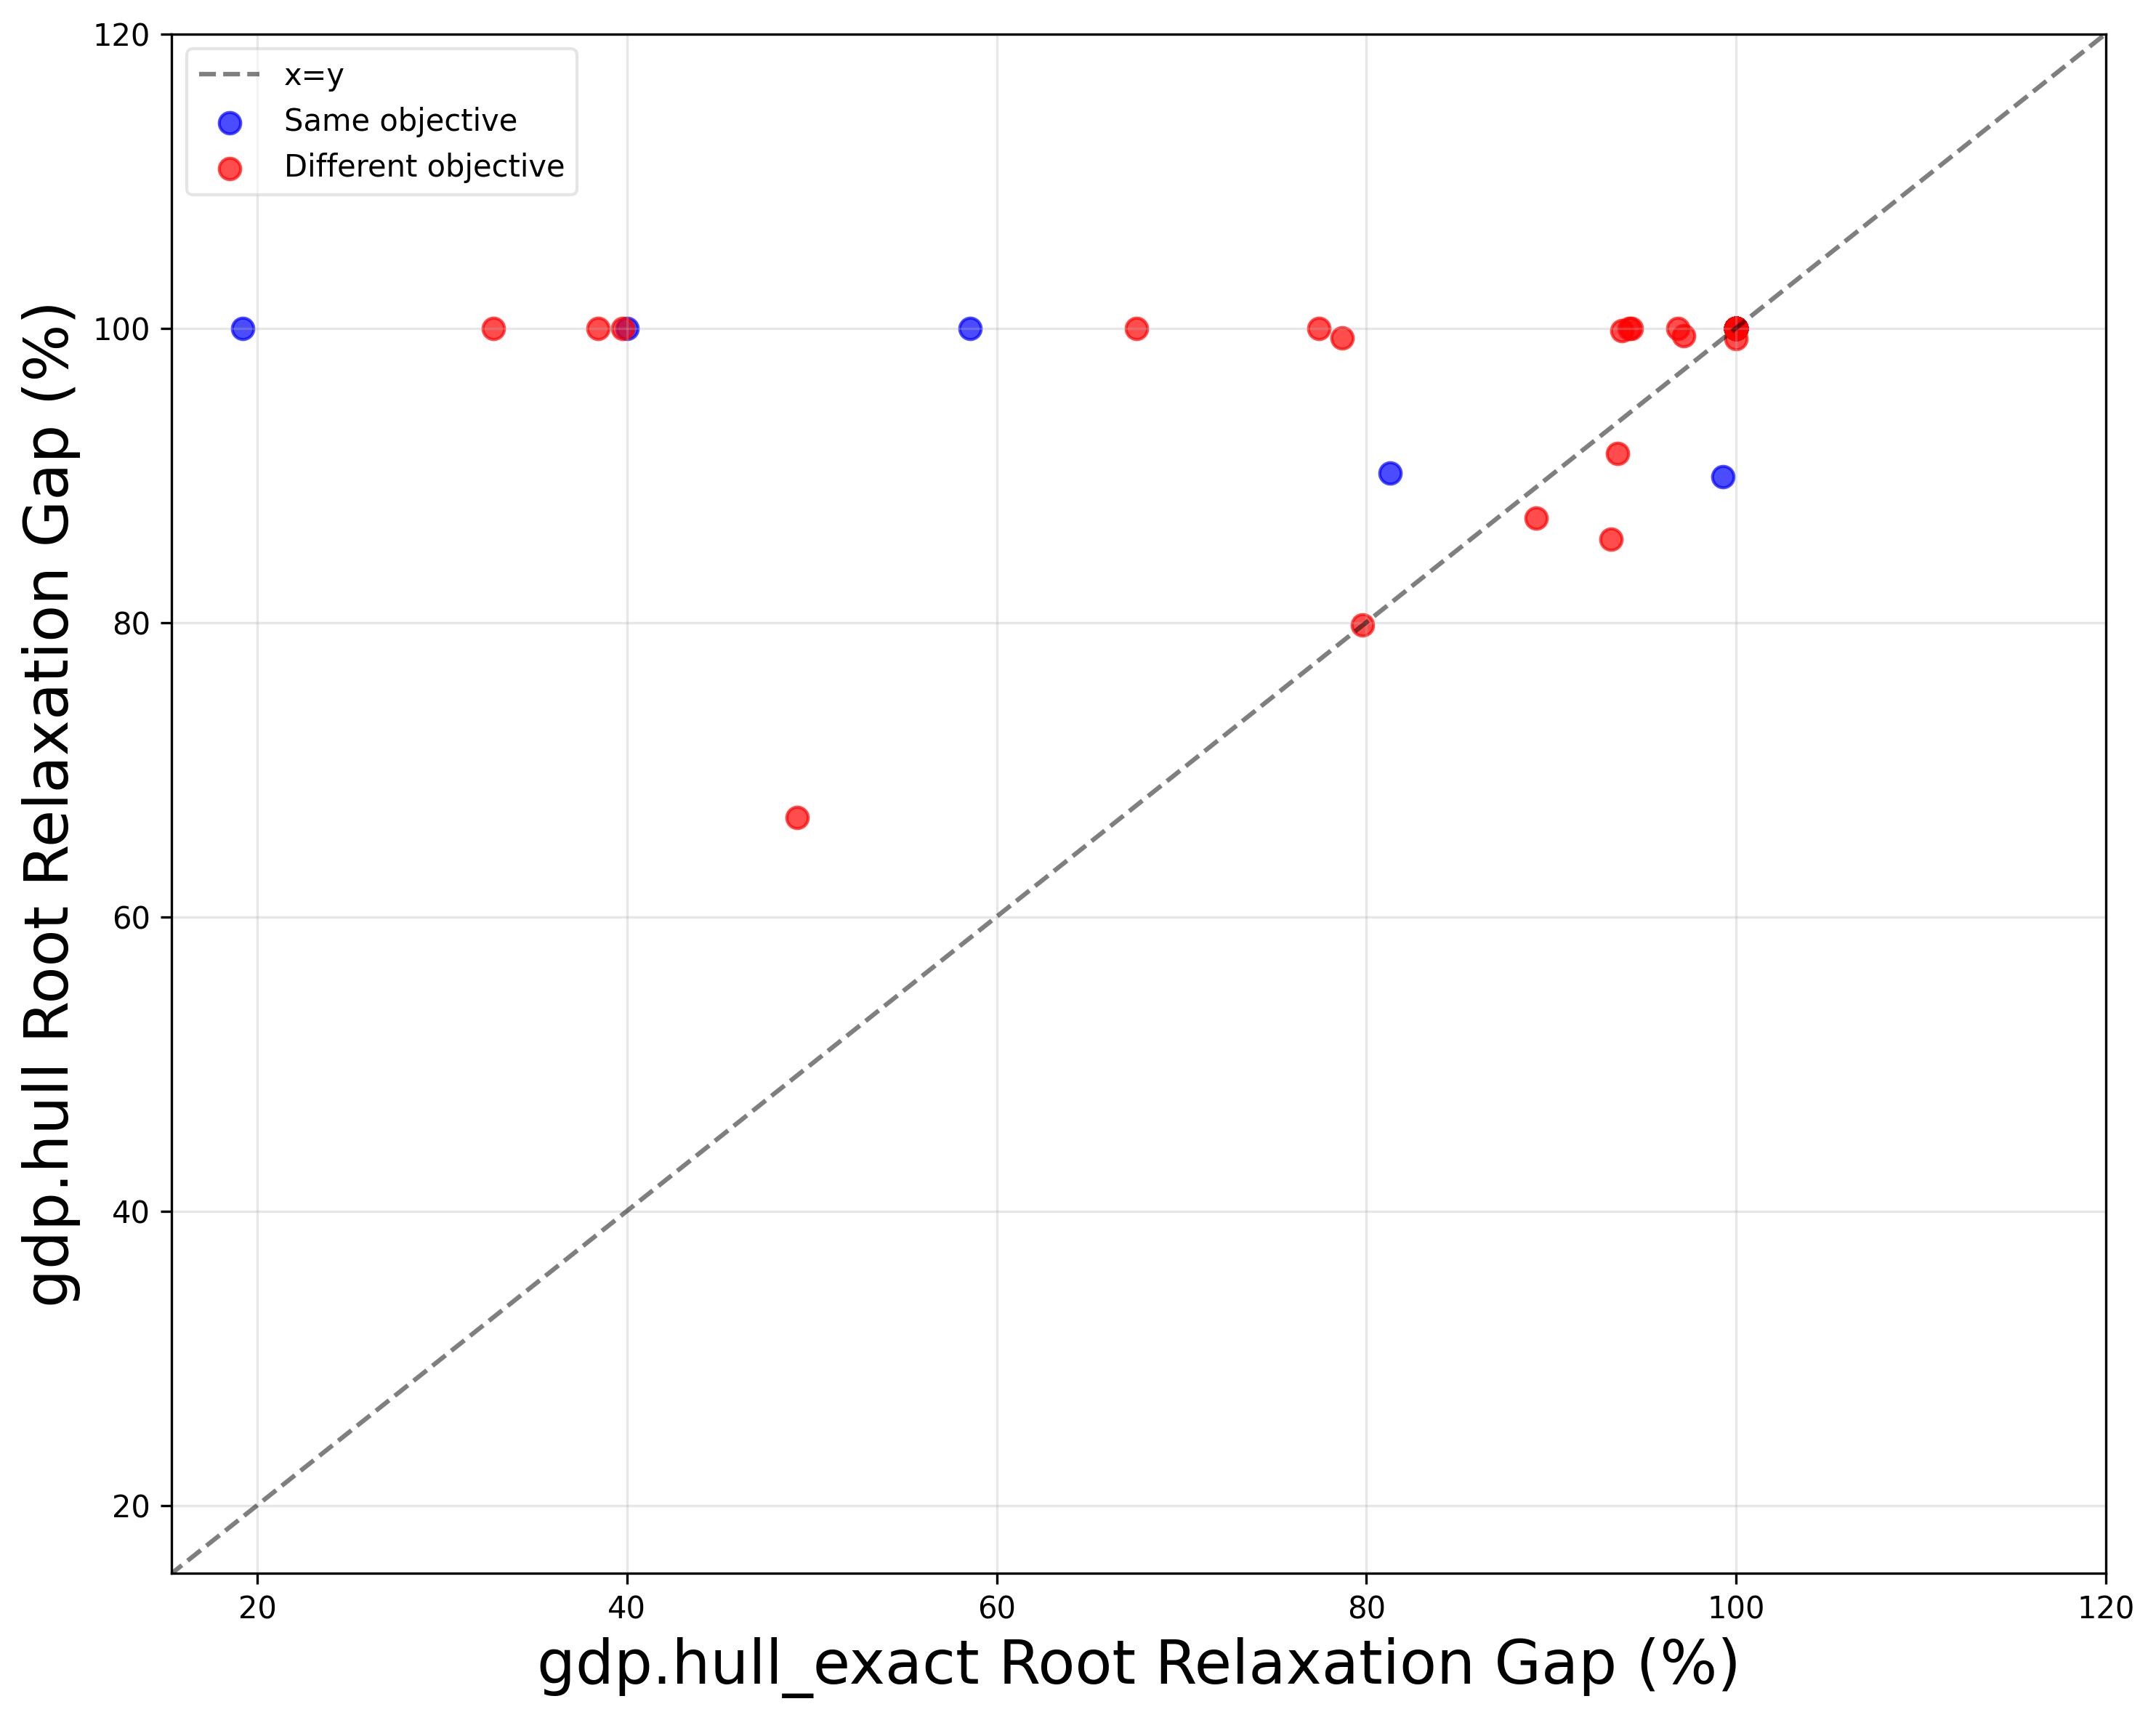 120
100
80
60
40
20
gdp.hull Root Relaxation Gap (%)
x=y
Same objective
Different objective
20
40
60
80
100
120
gdp.hull_exact Root Relaxation Gap (%)